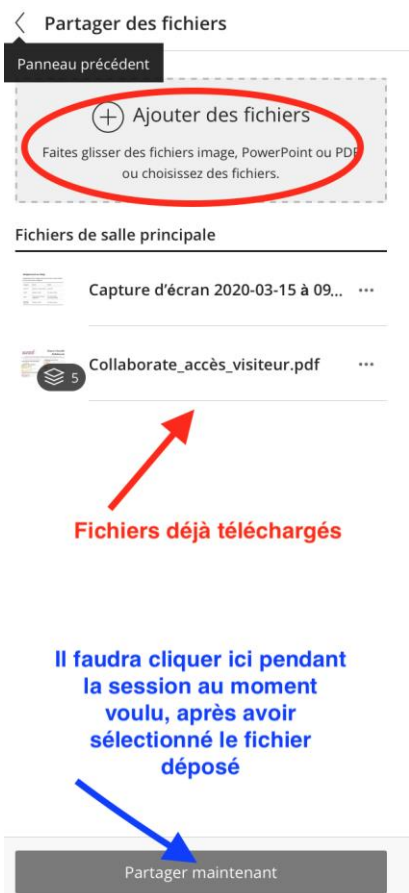 Partager des fichiers
Panneau précédent
Ajouter des fichiers
Faites glisser des fichiers image, PowerPoint ou PDF
ou choisissez des fichiers.
Fichiers de salle principale
Capture d'écran 2020-03-15 à 09...
Collaborate_accès_visiteur.pdf
5
Fichiers déjà téléchargés
Il faudra cliquer ici pendant
la session au moment
voulu, après avoir
sélectionné le fichier
déposé
Partager maintenant